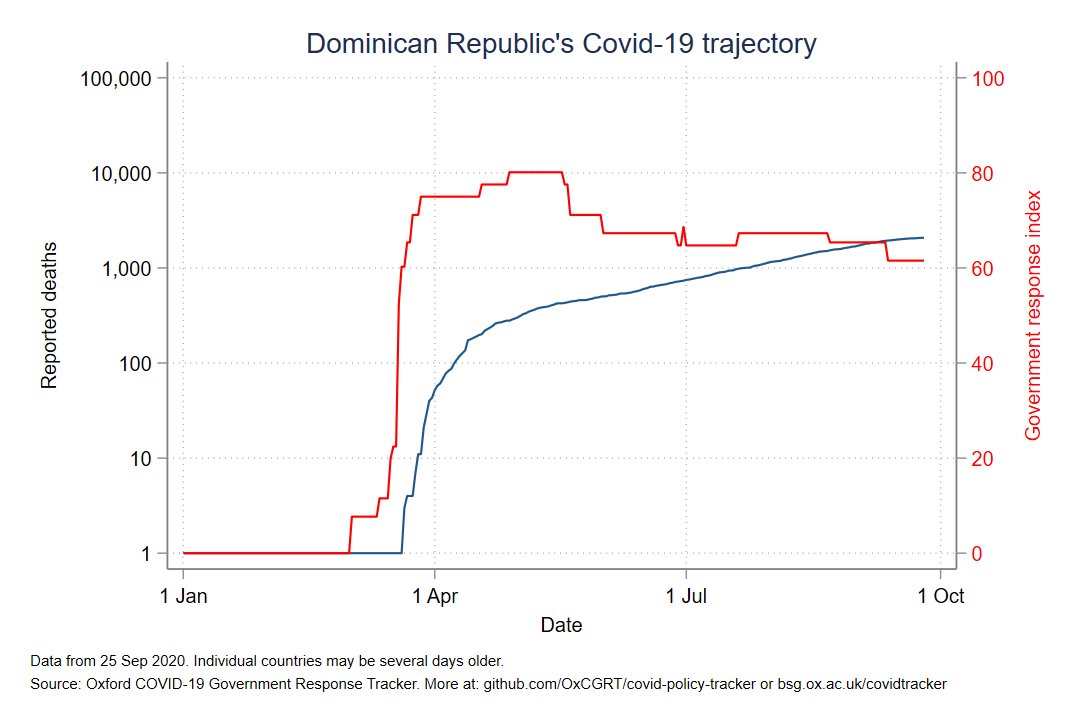 Dominican Republic's Covid-19 trajectory
100,000
10,000
1,000
100
10
1
Reported deaths
100
80
60
40
20
0
Government response index
1 Jan
1 Apr
1 Jul
1 Oct
Date
Data from 25 Sep 2020. Individual countries may be several days older.
Source: Oxford COVID-19 Government Response Tracker. More at: github.com/OxCGRT/covid-policy-tracker or bsg.ox.ac.uk/covidtracker